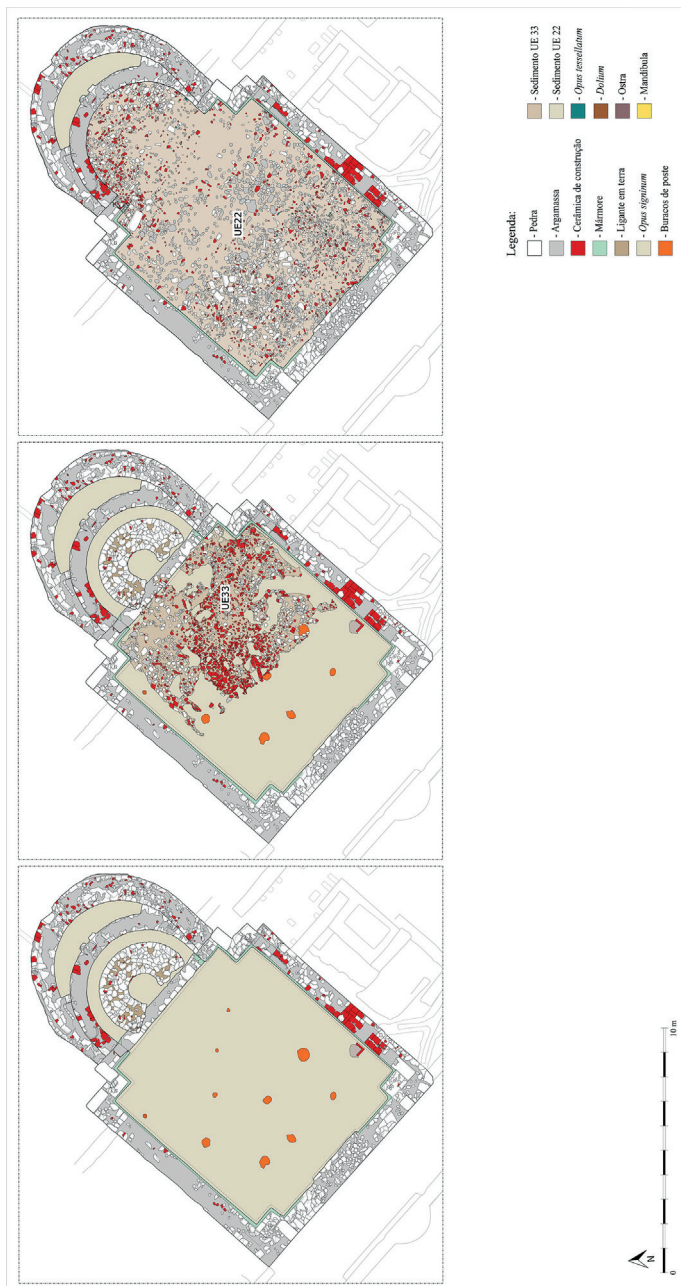 UE22
UE33
Legenda:
- Pedra
- Argamassa
- Cerâmica de construção
- Mármore
- Ligante em terra
- Opus signinum
- Buracos de poste
- Sedimento UE 33
- Sedimento UE 22
- Opus tessellatum
- Dolium
- Ostra
- Mandíbula
N
0
10 m